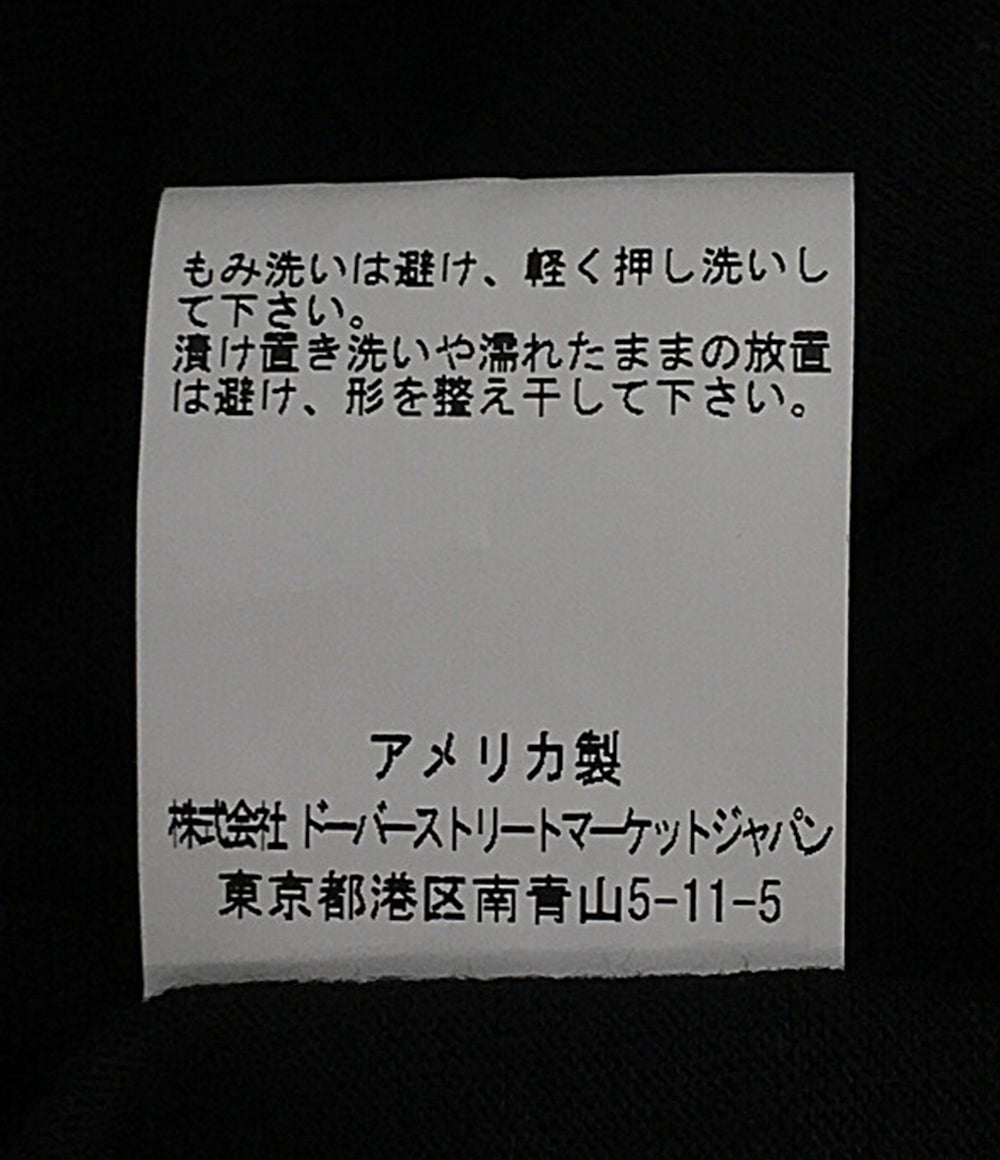 もみ洗いは避け、軽く押し洗いし
て下さい。
漬け置き洗いや濡れたままの放置
は避け、形を整え干して下さい。
アメリカ製
株式会社 ドーバーストリートマーケットジャパン
東京都港区南青山5-11-5